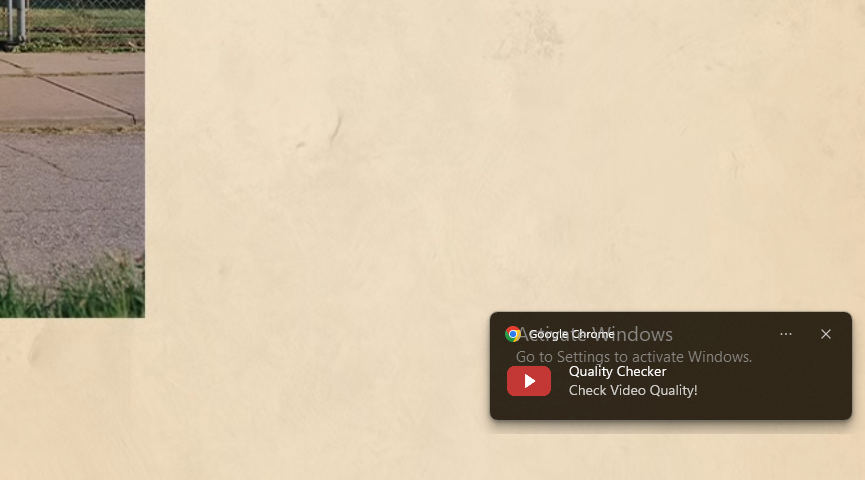 Google Chrome
Activate Windows
Go to Settings to activate Windows.
Quality Checker
Check Video Quality!